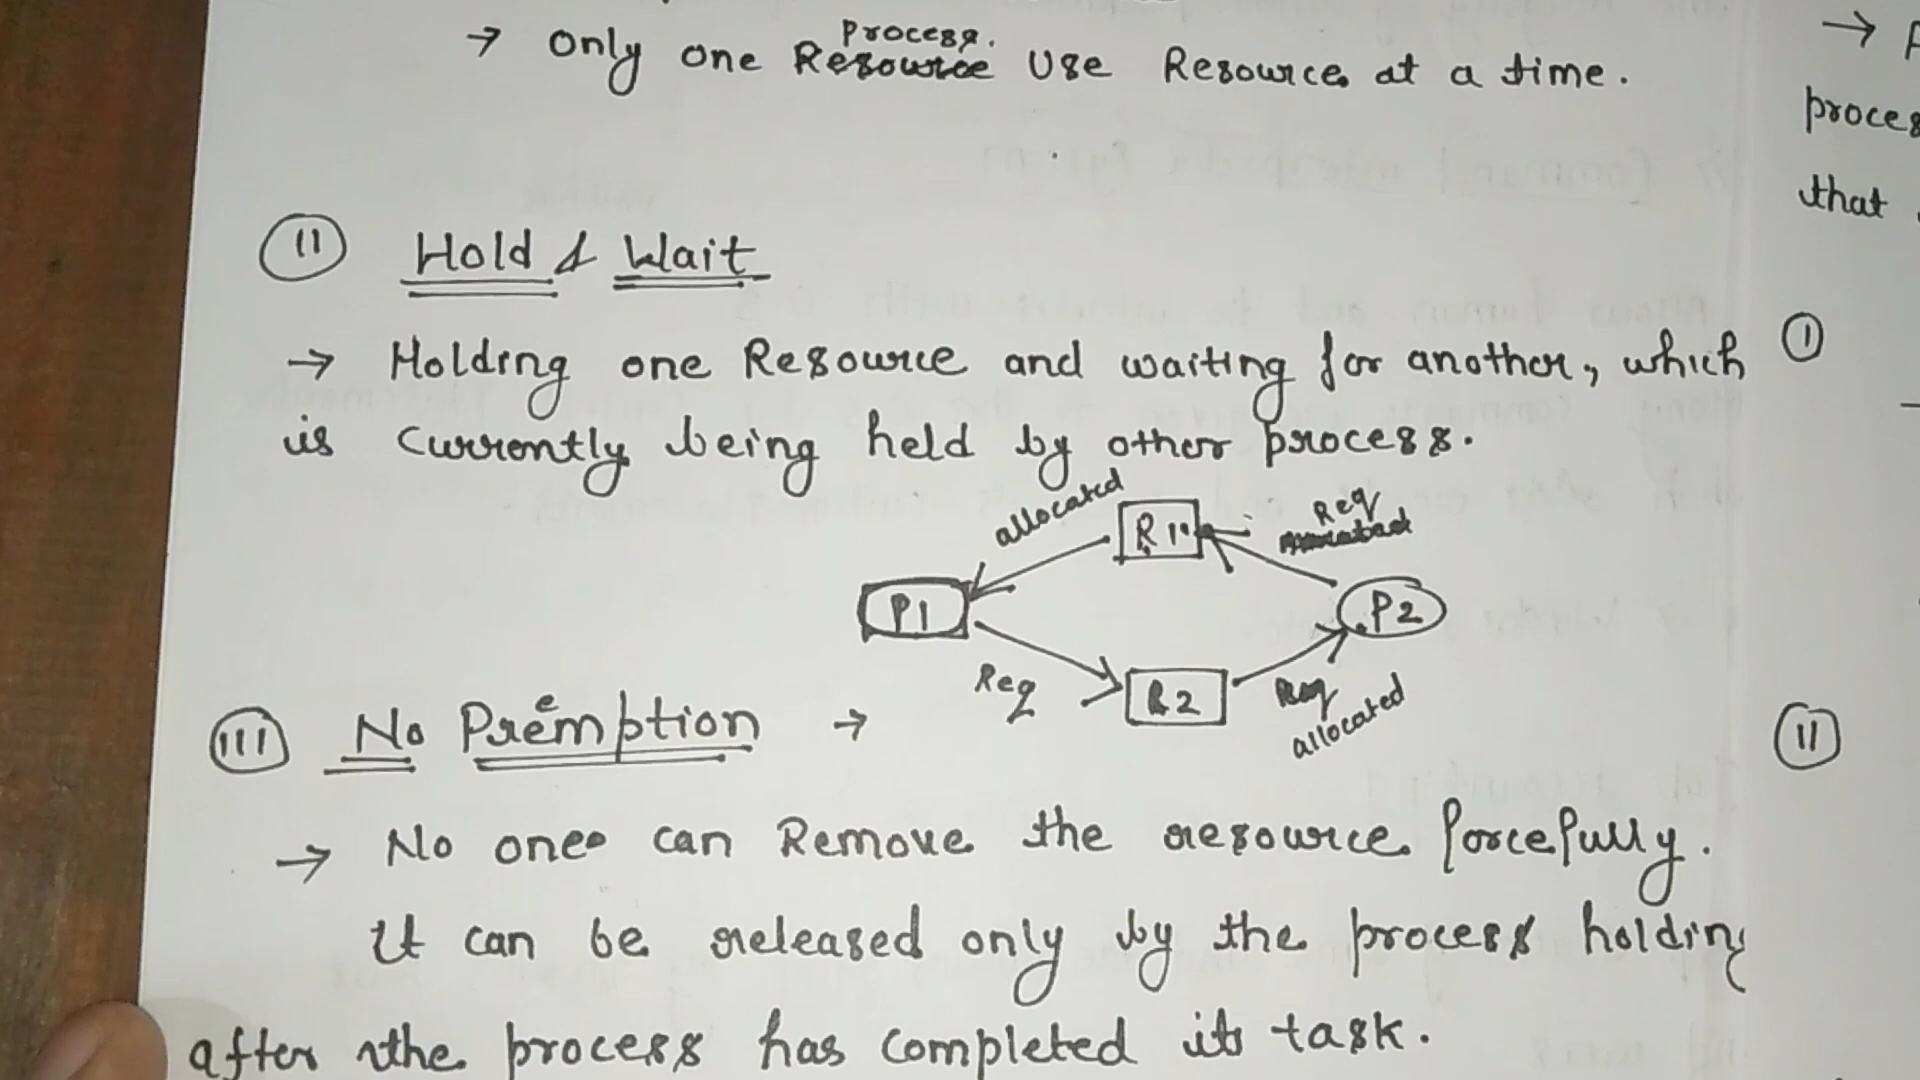 → Only one Process. Use Resource at a time.
II Hold & Wait
→ Holding one Resource and waiting for another, which
is currently being held by other process.
allocated
R1
Req
P1
P2
Req
R2
Req
allocated
III No Preemption →
→ No one can Remove the resource forcefully.
It can be released only by the process holding
after the process has completed its task.
→
proces
that
I
II